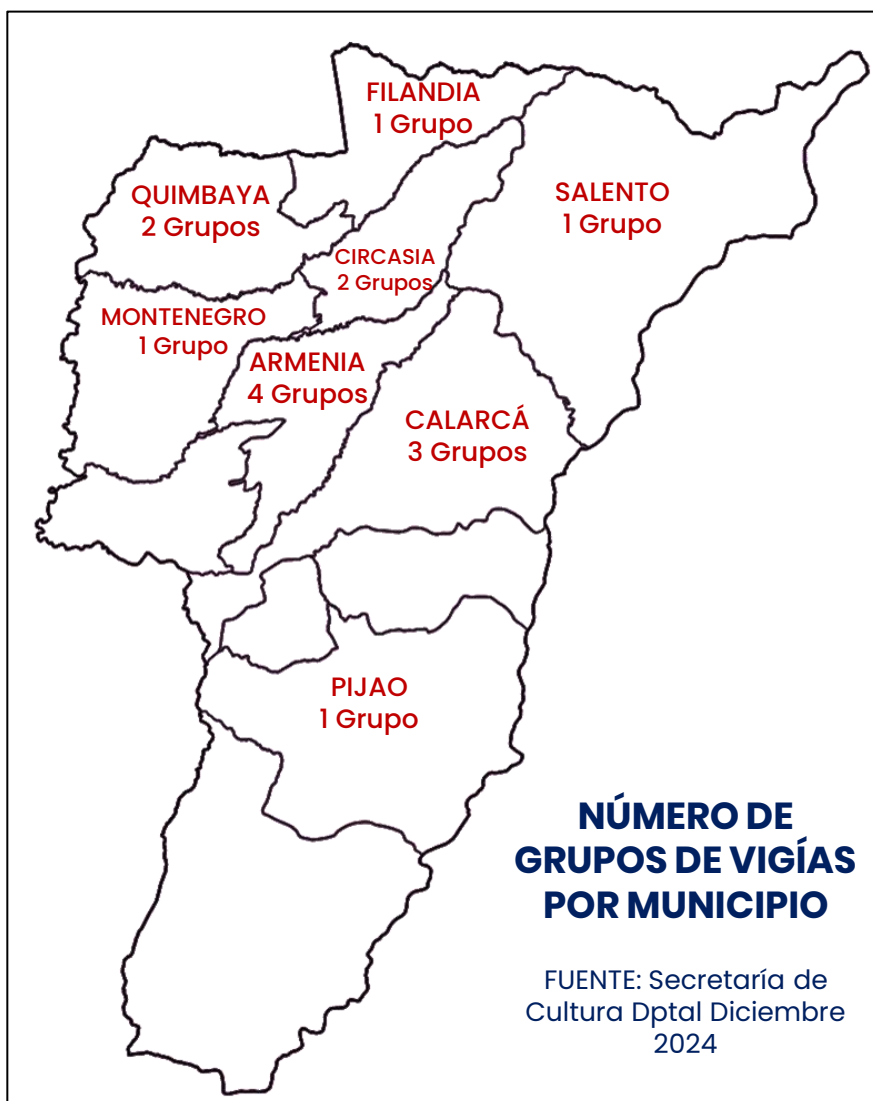 FILANDIA
1 Grupo
QUIMBAYA
2 Grupos
SALENTO
1 Grupo
CIRCASIA
2 Grupos
MONTENEGRO
1 Grupo
ARMENIA
4 Grupos
CALARCÁ
3 Grupos
PIJAO
1 Grupo
NÚMERO DE
GRUPOS DE VIGÍAS
POR MUNICIPIO
FUENTE: Secretaría de
Cultura Dptal Diciembre
2024